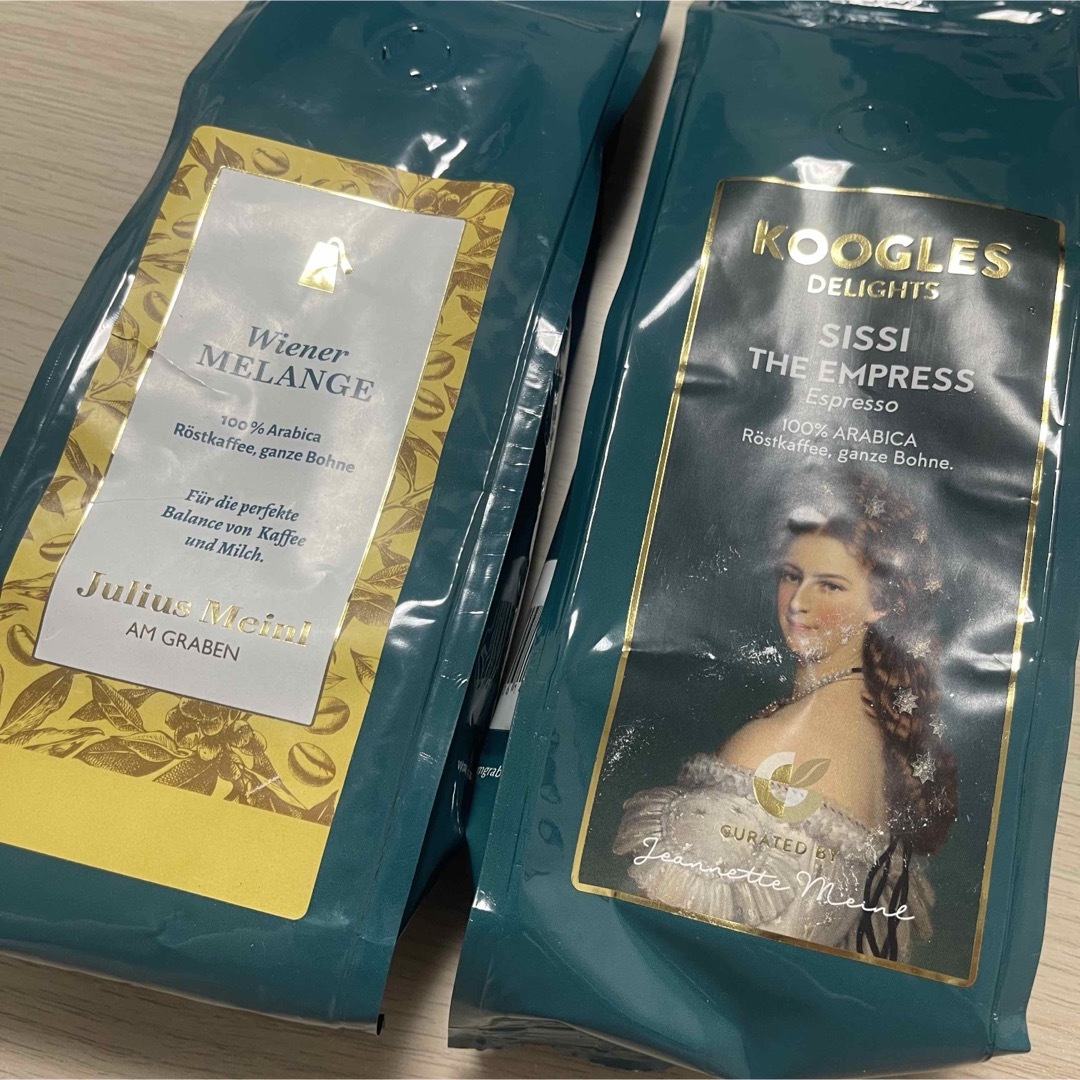 Wiener
MELANGE
100% Arabica
Röstkaffee, ganze Bohne
Für die perfekte
Balance von Kaffee
und Milch.
Julius Meinl
AM GRABEN
KOOGLES
DELIGHTS
SISSI
THE EMPRESS
Espresso
100% ARABICA
Röstkaffee, ganze Bohne.
CURATED BY
Jeannette Meinl